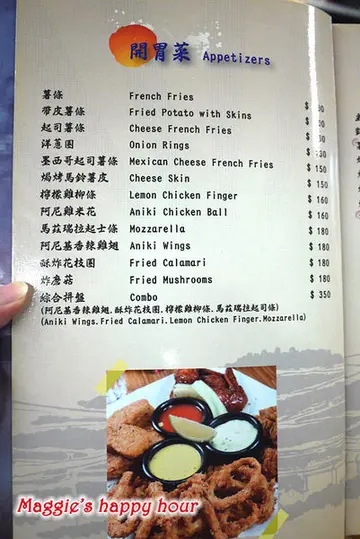 開胃菜 Appetizers
薯條 French Fries
帶皮薯條 Fried Potato with Skins
起司薯條 Cheese French Fries
洋蔥圈 Onion Rings
墨西哥起司薯條 Mexican Cheese French Fries $ 150
焗烤馬鈴薯皮 Cheese Skin $ 150
檸檬雞柳條 Lemon Chicken Finger $ 160
阿尼雞米花 Aniki Chicken Ball $ 160
馬茲瑞拉起士條 Mozzarella $ 180
阿尼基香辣雞翅 Aniki Wings $ 180
酥炸花枝圈 Fried Calamari $ 180
炸蘑菇 Fried Mushrooms $ 180
綜合拼盤 Combo $ 350
(阿尼基香辣雞翅.酥炸花枝圈.檸檬雞柳條.馬茲瑞拉起司條)
(Aniki Wings.Fried Calamari.Lemon Chicken Finger.Mozzarella)
Maggie's happy hour